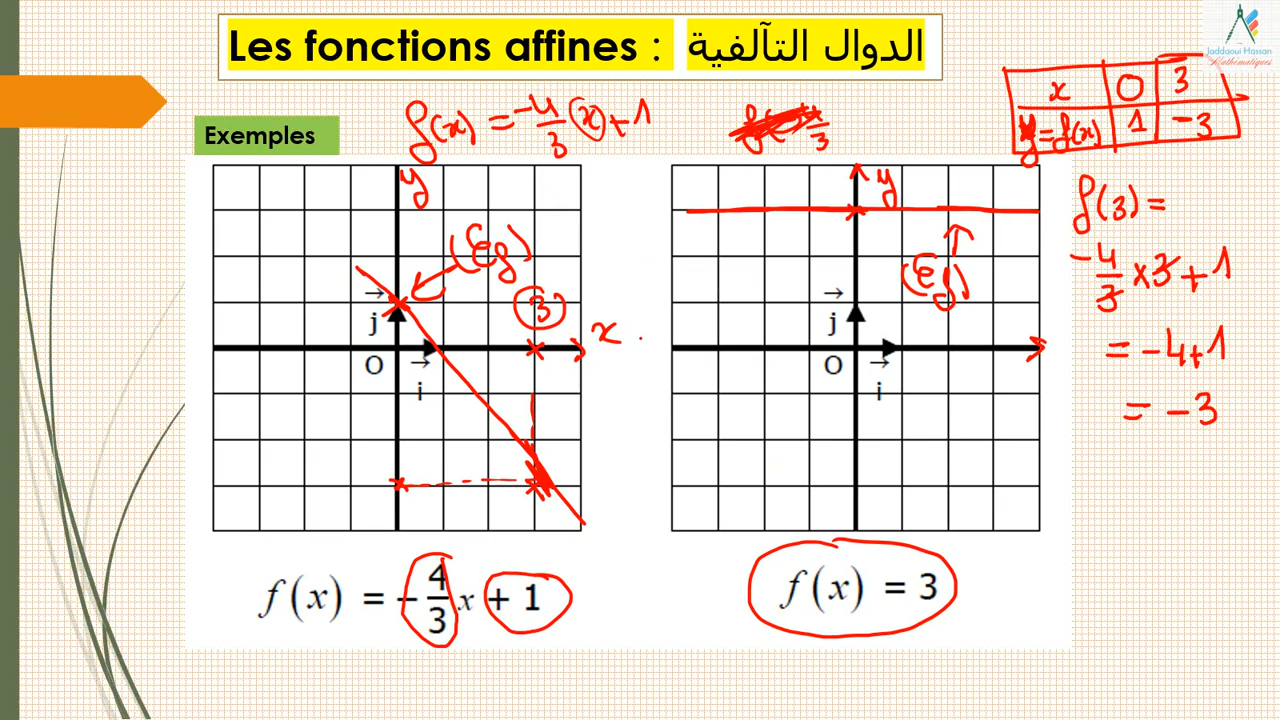 Les fonctions affines : الدوال التآلفية
Jaddaoui Hassan
Mathématiques
Exemples
f(x) = -4/3 x + 1
x 0 3
y = f(x) 1 -3
y
(Cf)
3
x
j
O
i
y
(Cf)
j
O
i
f(3) =
-4/3 × 3 + 1
= -4+1
= -3
f(x) = -4/3 x + 1
f(x) = 3